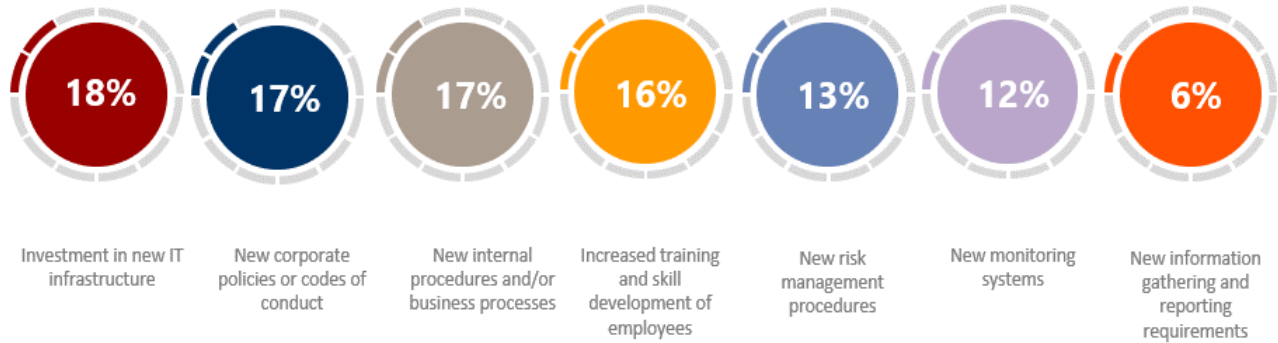 18%
17%
17%
16%
13%
12%
6%
Investment in new IT
infrastructure
New corporate
policies or codes of
conduct
New internal
procedures and/or
business processes
Increased training
and skill
development of
employees
New risk
management
procedures
New monitoring
systems
New information
gathering and
reporting
requirements